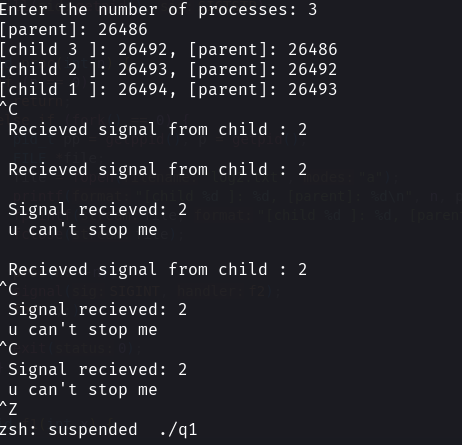 Enter the number of processes: 3
[parent]: 26486
[child 3 ]: 26492, [parent]: 26486
[child 2 ]: 26493, [parent]: 26492
[child 1 ]: 26494, [parent]: 26493
^C
Recieved signal from child : 2
Recieved signal from child : 2
Signal recieved: 2
u can't stop me
Recieved signal from child : 2
^C
Signal recieved: 2
u can't stop me
^C
Signal recieved: 2
u can't stop me
^Z
zsh: suspended  ./q1